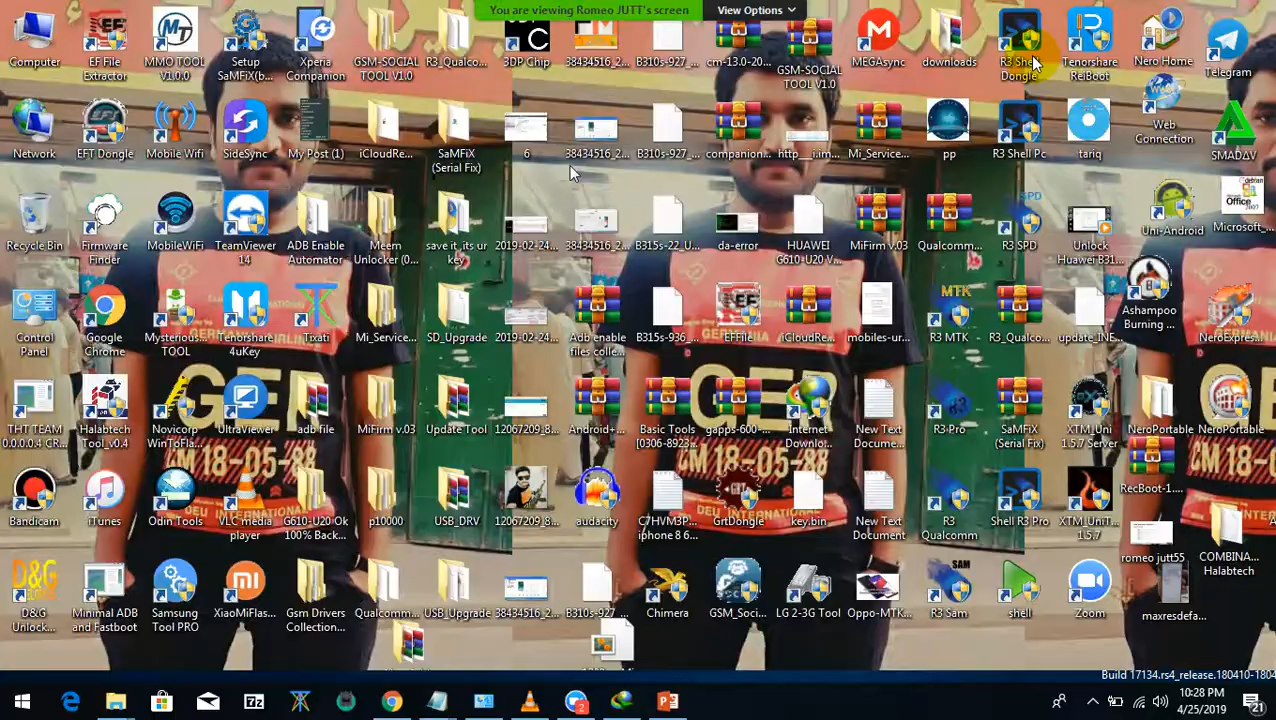 You are viewing Romeo JUTT's screen View Options
Computer
EF File
Extractor
MMO TOOL
V1.0.0
Setup
SaMFiX(b...
Xperia
Companion
GSM-SOCIAL
TOOL V1.0
R3_Qualco...
3DP Chip
38434516_2...
B310s-927_...
cm-13.0-20...
GSM-SOCIAL
TOOL V1.0
MEGAsync
downloads
R3 Shell
Dongle
Tenorshare
ReiBoot
Nero Home
Telegram
Network
EFT Dongle
Mobile Wifi
SideSync
My Post (1)
iCloudRe...
SaMFiX
(Serial Fix)
6
38434516_2...
B310s-927_...
companion...
http___i.im...
Mi_Service...
pp
R3 Shell Pc
tariq
Web
Connection
SMADΔV
Recycle Bin
Firmware
Finder
MobileWiFi
TeamViewer
14
ADB Enable
Automator
Meem
Unlocker (0...
save it ,its ur
key
2019-02-24...
38434516_2...
B315s-22_U...
da-error
HUAWEI
G610-U20 V...
MiFirm v.03
Qualcomm...
R3 SPD
Unlock
Huawei B31...
Uni-Android
Microsoft_...
Control
Panel
Google
Chrome
Mysterious...
TOOL
Tenorshare
4uKey
Tixati
Mi_Service...
SD_Upgrade
2019-02-24...
Adb enable
files colle...
B315s-936_...
EFFile
iCloudRe...
mobiles-ur...
R3 MTK
R3_Qualco...
update_INE...
Ashampoo
Burning ...
NeroExpres...
THT TEAM
0.0.0.0.4 CR...
Halabtech
Tool_v0.4
Novicorp
WinToFla...
UltraViewer
adb file
MiFirm v.03
Update Tool
12067209_8...
Android+...
Basic Tools
[0306-8923...
gapps-600-...
Internet
Downlo...
New Text
Docume...
R3 Pro
SaMFiX
(Serial Fix)
XTM_Uni
1.5.7 Server
NeroPortable
NeroPortable
Bandicam
iTunes
Odin Tools
VLC media
player
G610-U20 Ok
100% Back...
p10000
USB_DRV
12067209_8...
audacity
C7HVM3P...
iphone 8 6...
GrtDongle
key.bin
New Text
Document
R3
Qualcomm
Shell R3 Pro
XTM_UniT...
1.5.7
RecBoot-1....
romeo jutt55
COMBINA...
Halabtech
D&G
Unlock...
Minimal ADB
and Fastboot
Samsung
Tool PRO
XiaoMiFlas...
Gsm Drivers
Collection...
Qualcomm...
USB_Upgrade
38434516_2...
B310s-927_...
Chimera
GSM_Soci...
LG 2-3G Tool
Oppo-MTK...
R3 Sam
shell
Zoom
maxresdefa...
Build 17134.rs4_release.180410-1804
10:28 PM
4/25/2019
21
2